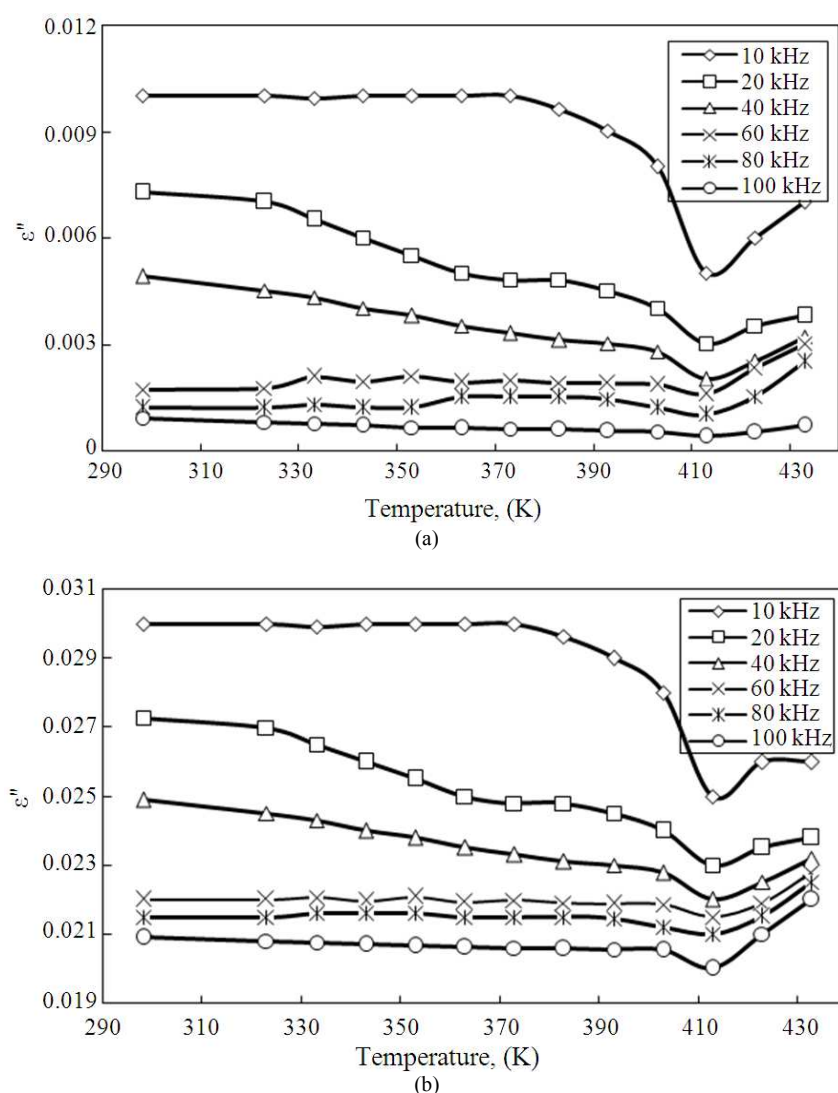 0.012
0.009
0.006
0.003
0
ε"
10 kHz
20 kHz
40 kHz
60 kHz
80 kHz
100 kHz
290 310 330 350 370 390 410 430
Temperature, (K)
(a)
0.031
0.029
0.027
0.025
0.023
0.021
0.019
ε"
10 kHz
20 kHz
40 kHz
60 kHz
80 kHz
100 kHz
290 310 330 350 370 390 410 430
Temperature, (K)
(b)